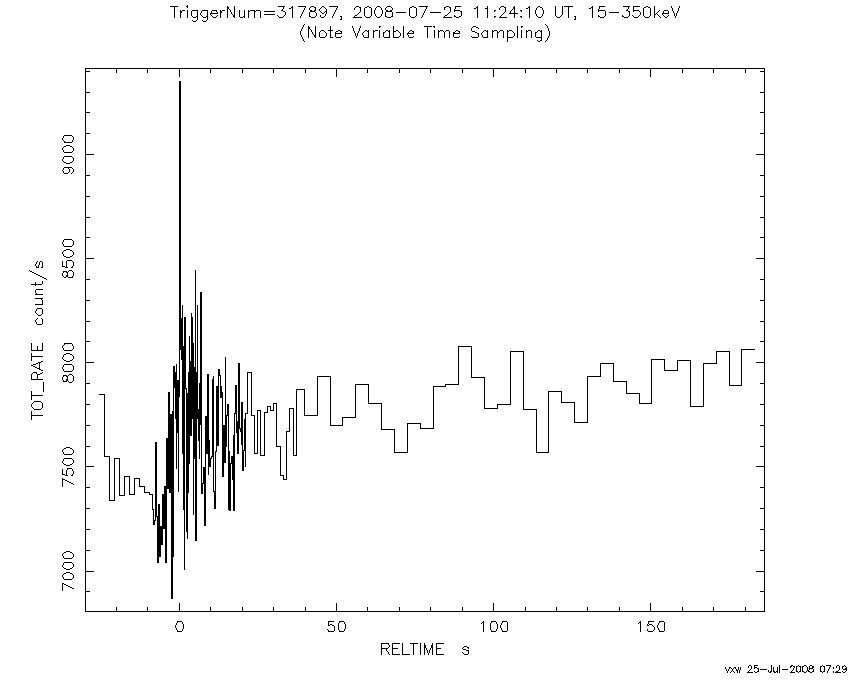 TriggerNum=317897, 2008-07-25 11:24:10 UT, 15-350keV
(Note Variable Time Sampling)
TOT_RATE count/s
9000
8500
8000
7500
7000
0 50 100 150
RELTIME s
vxw 25-Jul-2008 07:29